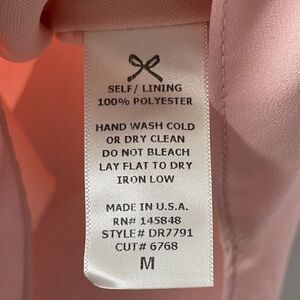 SELF/ LINING
100% POLYESTER
HAND WASH COLD
OR DRY CLEAN
DO NOT BLEACH
LAY FLAT TO DRY
IRON LOW
MADE IN U.S.A.
RN# 145848
STYLE# DR7791
CUT# 6768
M